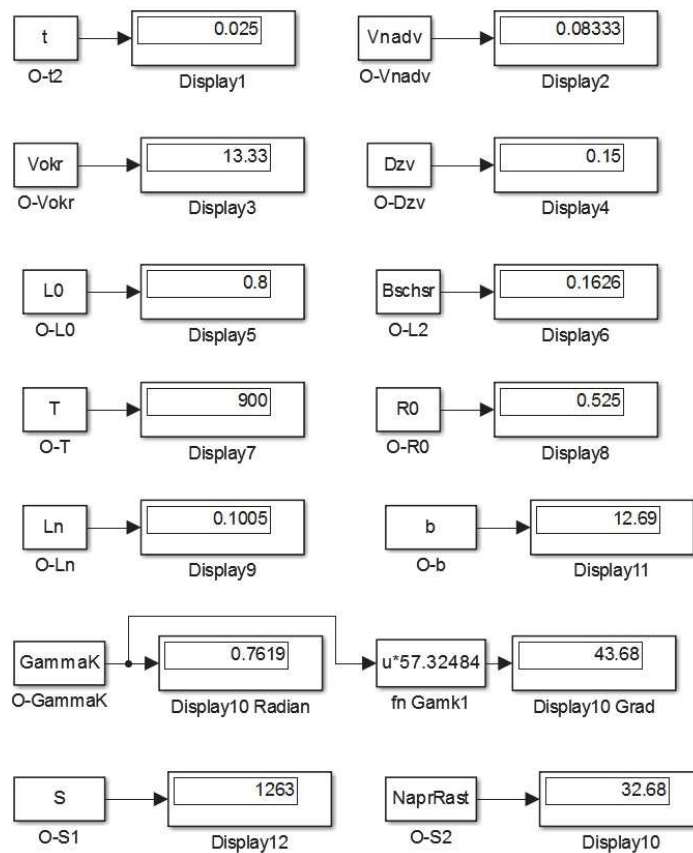 t
0.025
Vnadv
0.08333
O-t2
Display1
O-Vnadv
Display2
Vokr
13.33
Dzv
0.15
O-Vokr
Display3
O-Dzv
Display4
L0
0.8
Bschsr
0.1626
O-L0
Display5
O-L2
Display6
T
900
R0
0.525
O-T
Display7
O-R0
Display8
Ln
0.1005
b
12.69
O-Ln
Display9
O-b
Display11
GammaK
0.7619
u*57.32484
43.68
O-GammaK
Display10 Radian
fn Gamk1
Display10 Grad
S
1263
NaprRast
32.68
O-S1
Display12
O-S2
Display10